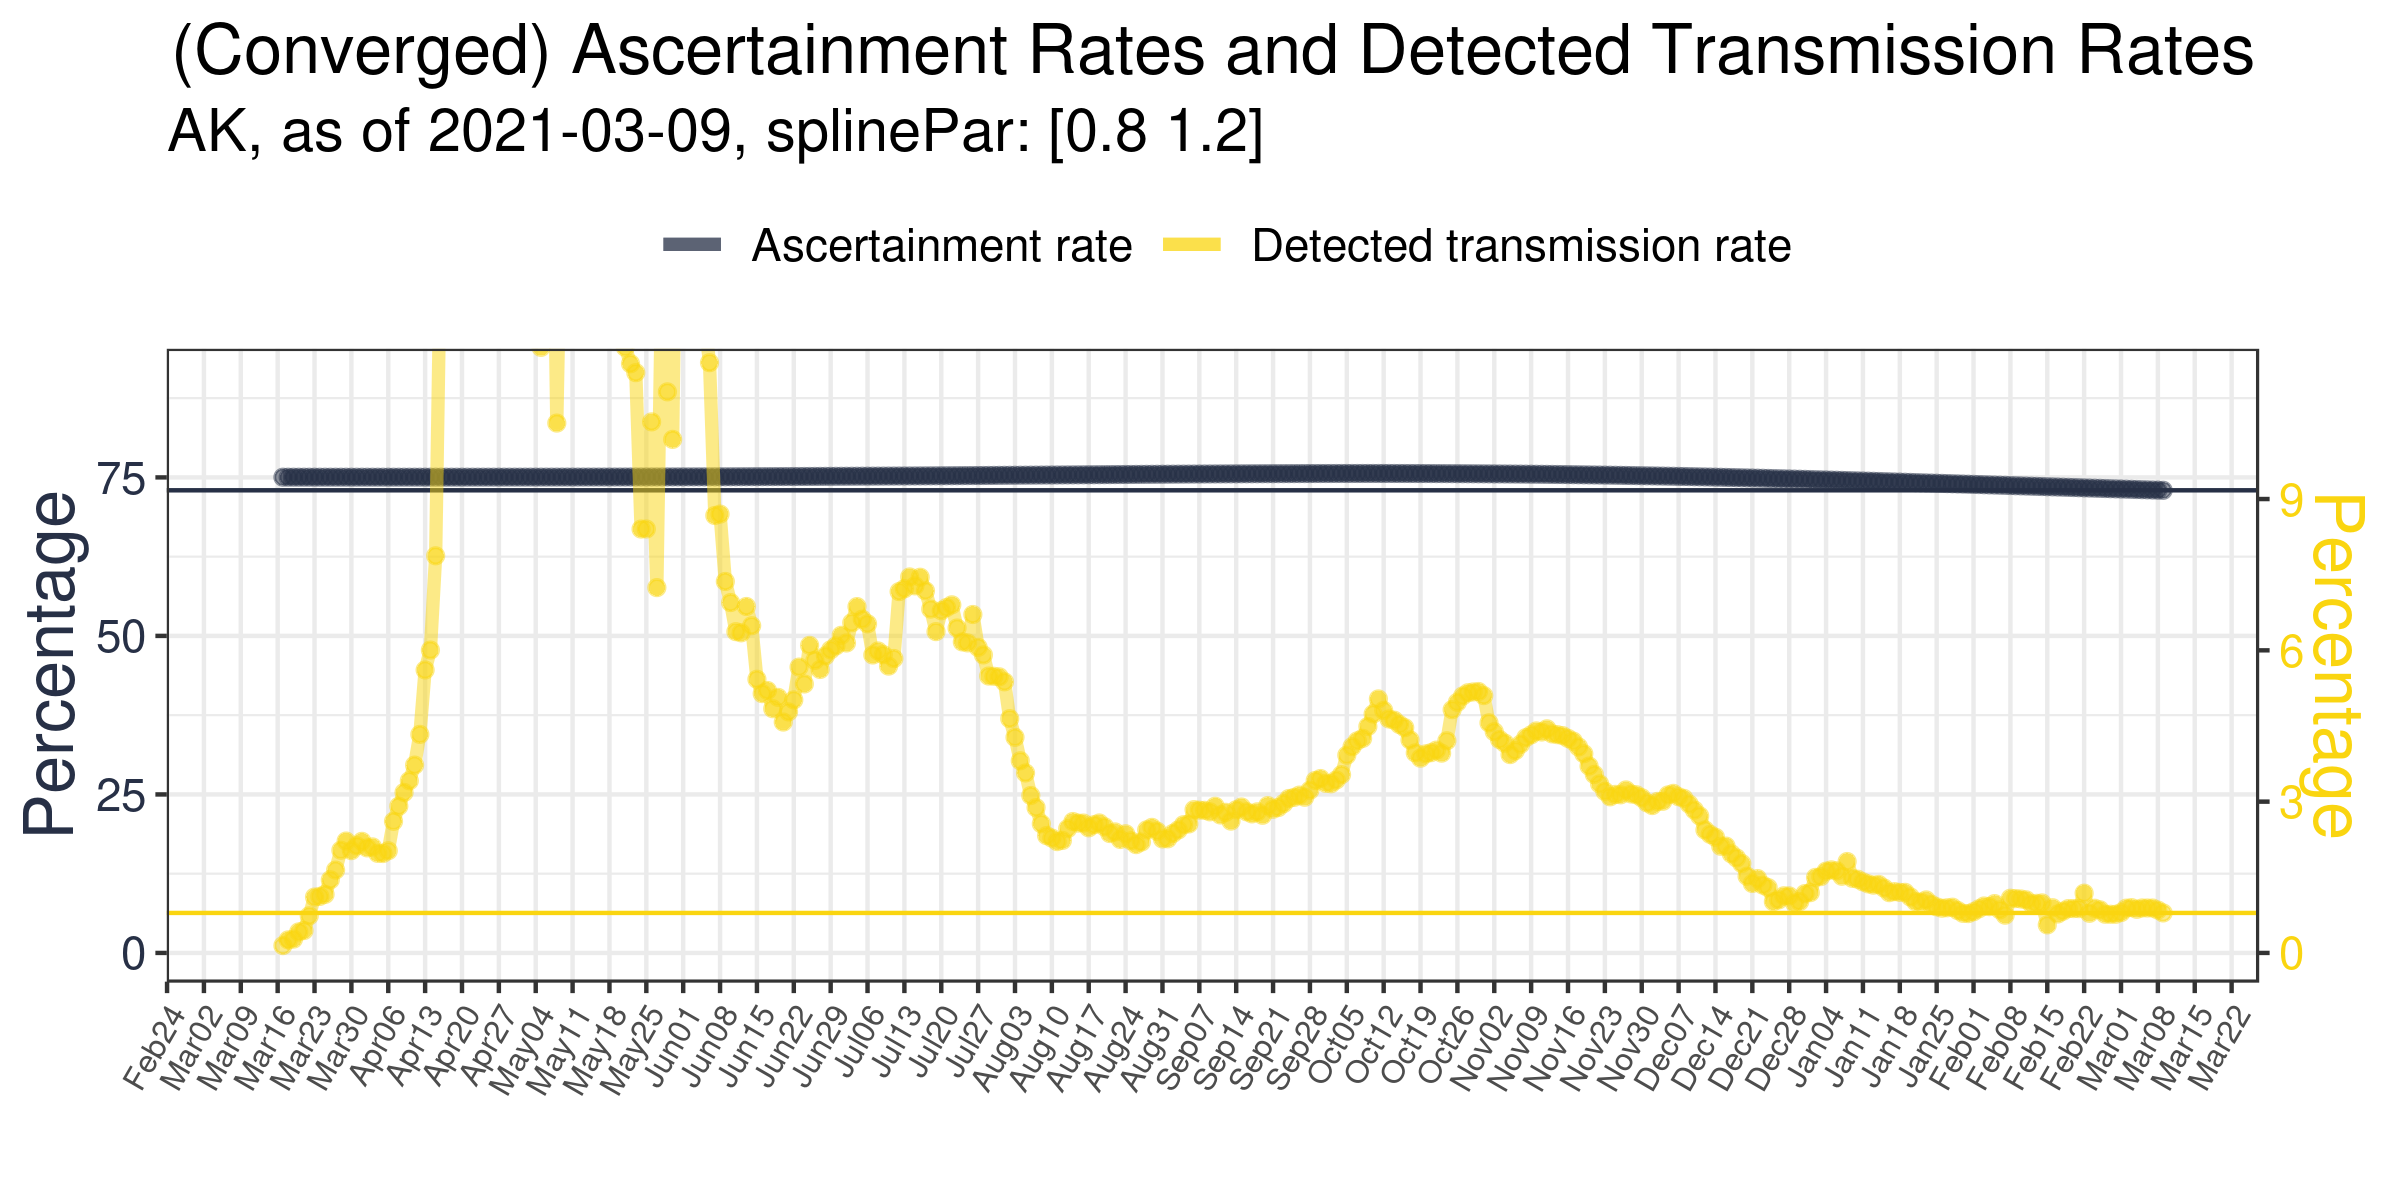 (Converged) Ascertainment Rates and Detected Transmission Rates
AK, as of 2021-03-09, splinePar: [0.8 1.2]
Ascertainment rate Detected transmission rate
Percentage
75
50
25
0
9
6
3
0
Percentage
Feb24 Mar02 Mar09 Mar16 Mar23 Mar30 Apr06 Apr13 Apr20 Apr27 May04 May11 May18 May25 Jun01 Jun08 Jun15 Jun22 Jun29 Jul06 Jul13 Jul20 Jul27 Aug03 Aug10 Aug17 Aug24 Aug31 Sep07 Sep14 Sep21 Sep28 Oct05 Oct12 Oct19 Oct26 Nov02 Nov09 Nov16 Nov23 Nov30 Dec07 Dec14 Dec21 Dec28 Jan04 Jan11 Jan18 Jan25 Feb01 Feb08 Feb15 Feb22 Mar01 Mar08 Mar15 Mar22